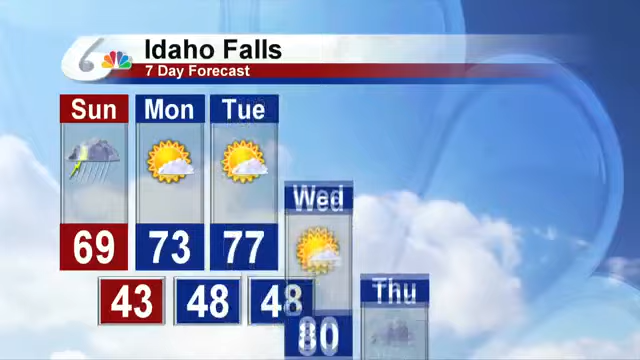 6
Idaho Falls
7 Day Forecast
Sun Mon Tue
Wed
69 73 77
43 48 48
Thu
80